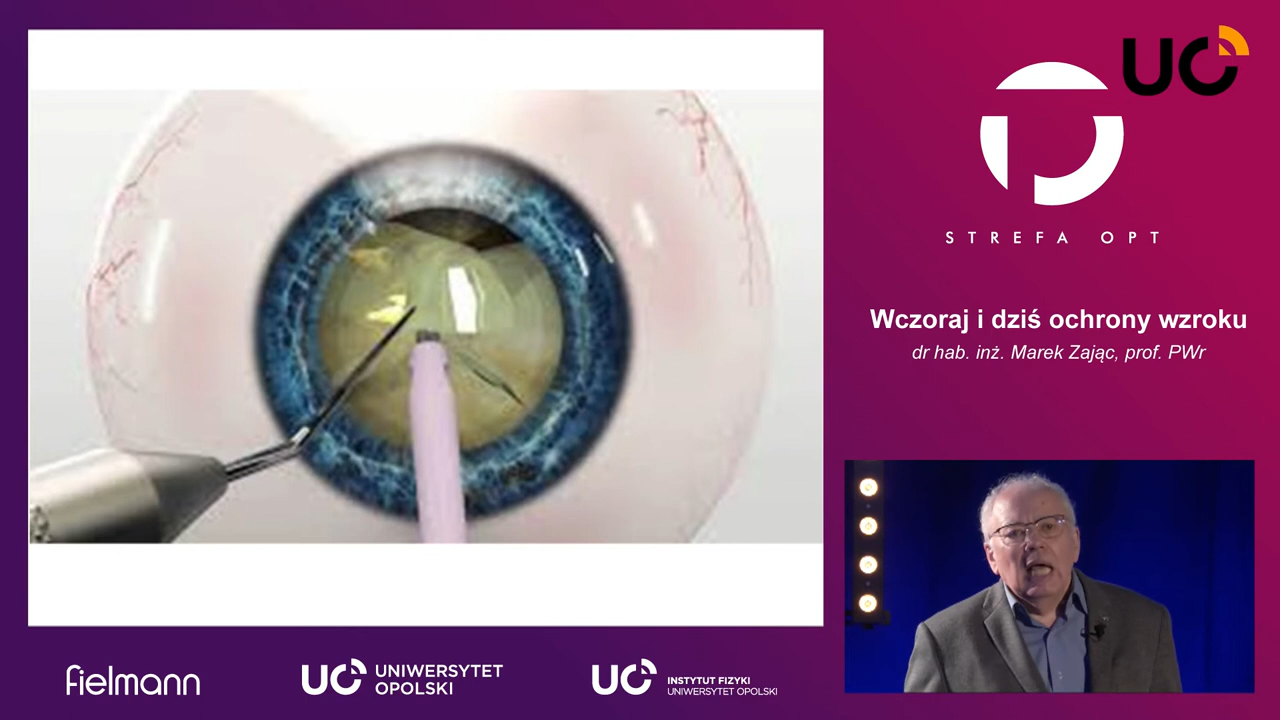 UO
STREFA OPT
Wczoraj i dziś ochrony wzroku
dr hab. inż. Marek Zając, prof. PWr
fielmann
UO UNIWERSYTET
OPOLSKI
UO INSTYTUT FIZYKI
UNIWERSYTET OPOLSKI